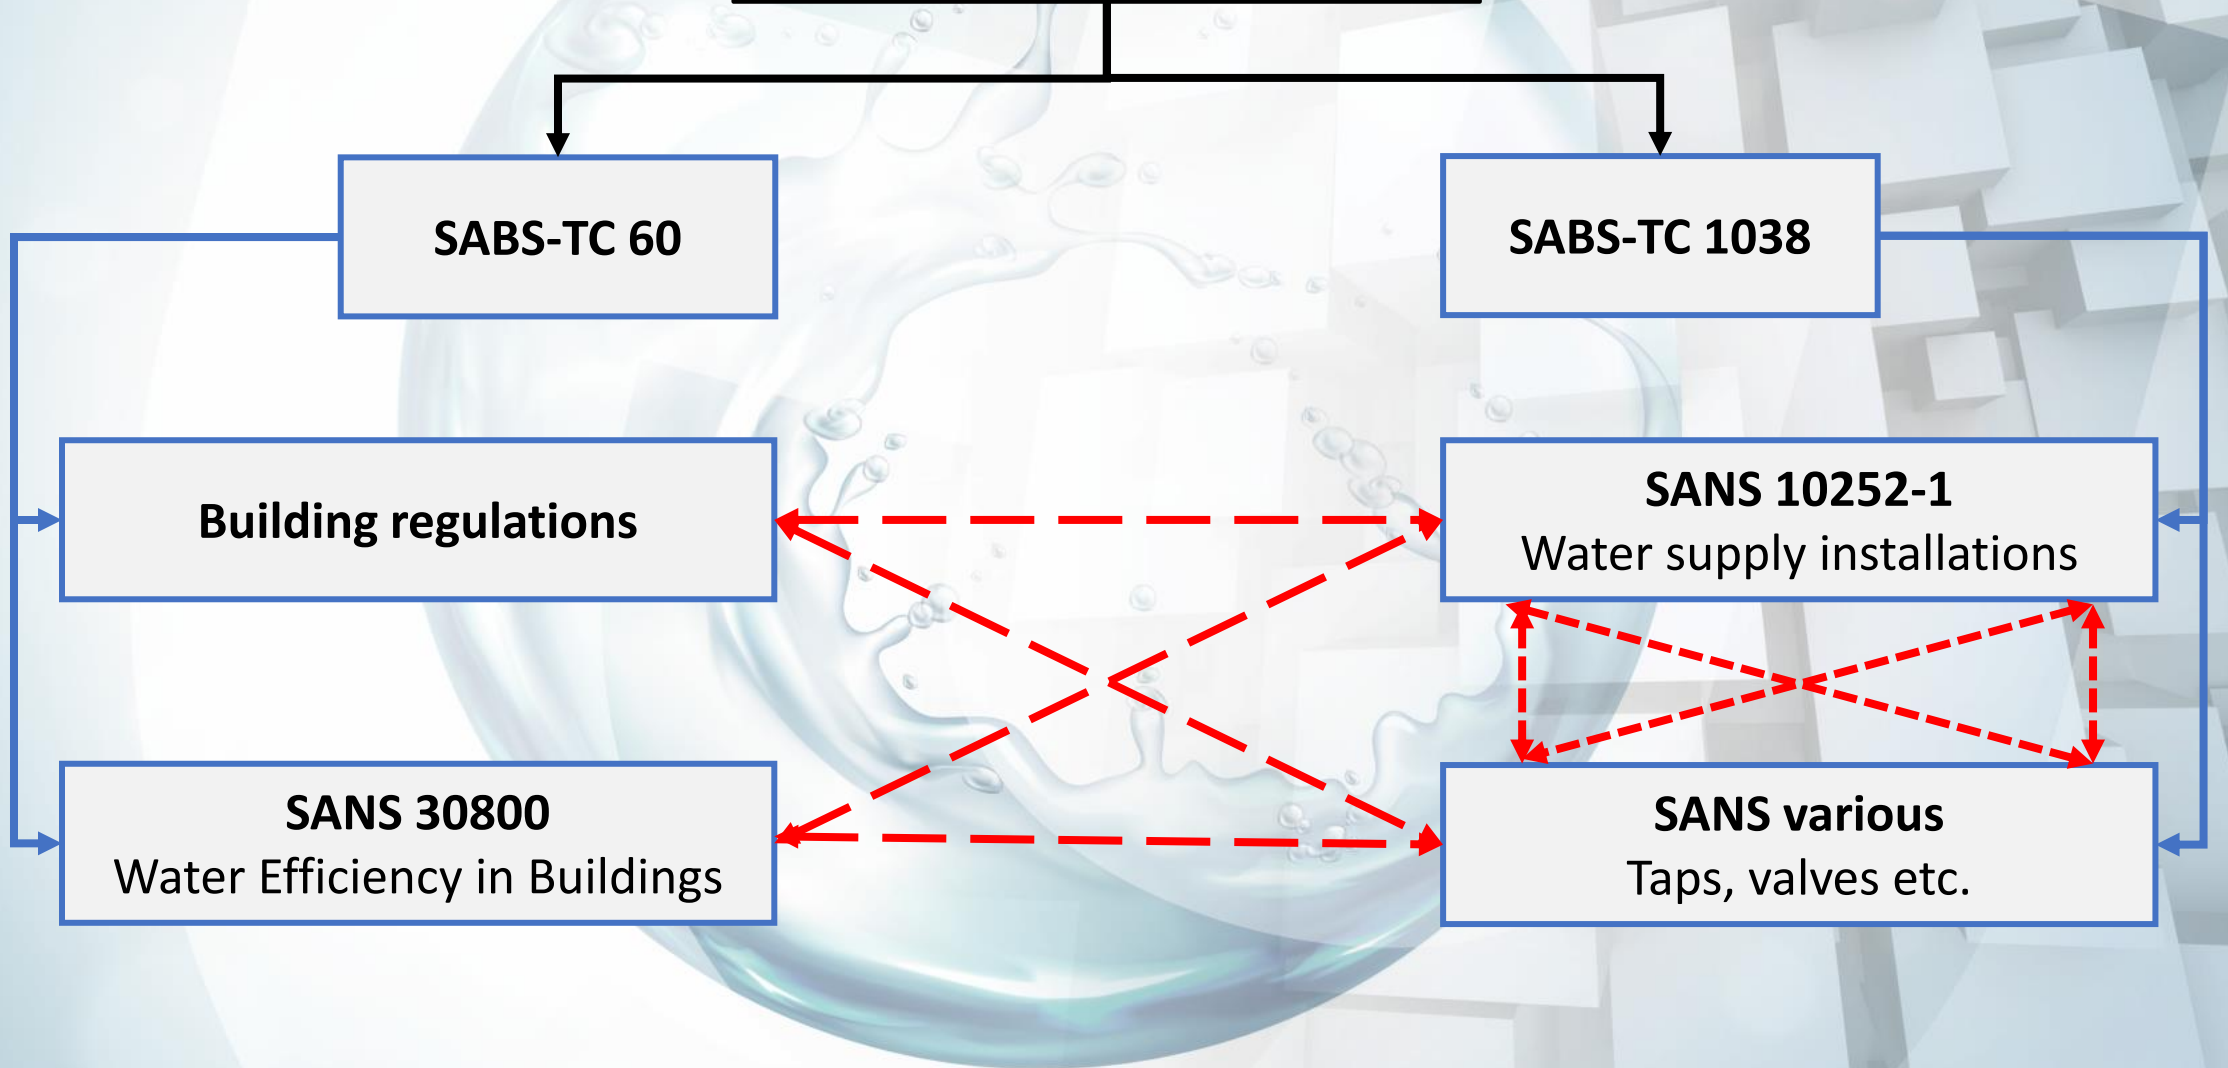 SABS-TC 60
SABS-TC 1038
Building regulations
SANS 10252-1
Water supply installations
SANS 30800
Water Efficiency in Buildings
SANS various
Taps, valves etc.